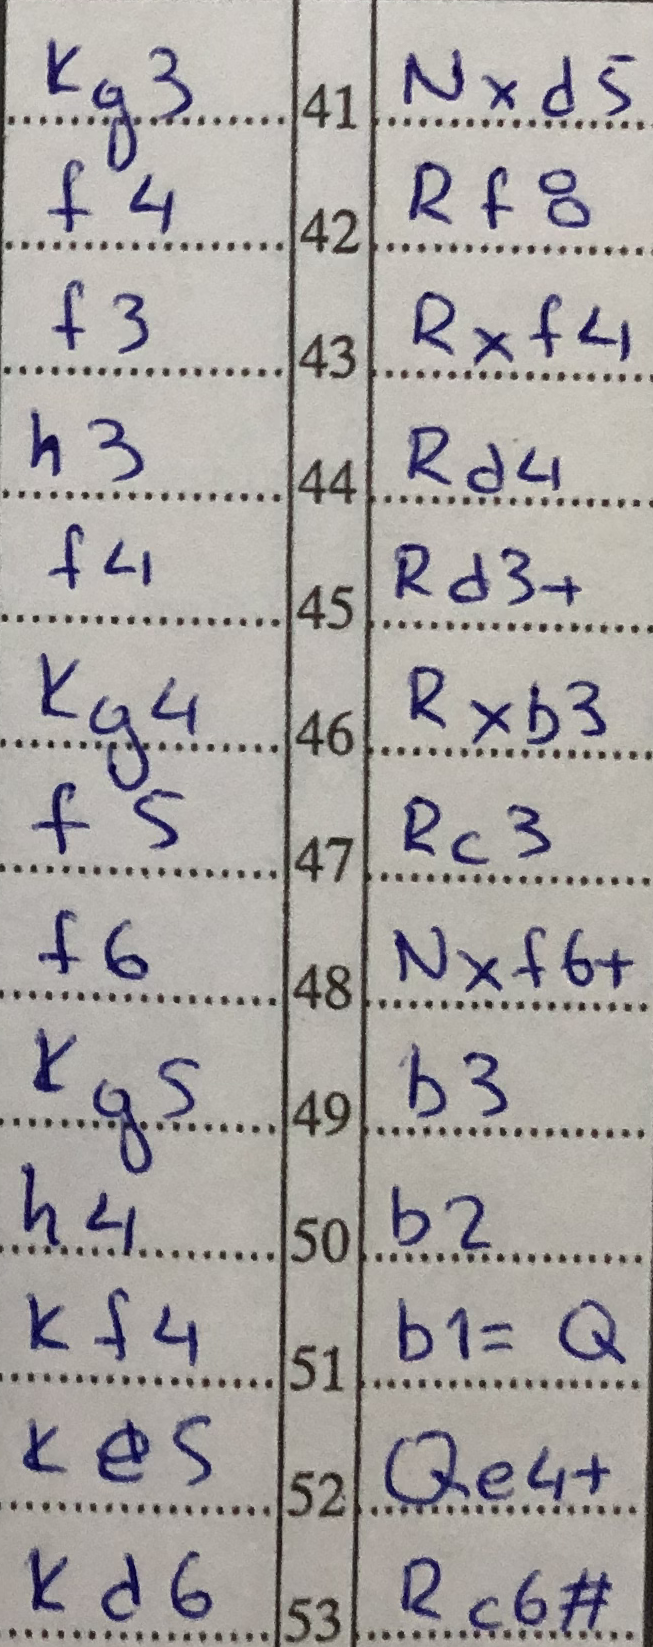 Kg3 41 Nxd5
f4 42 Rf8
f3 43 Rxf4
h3 44 Rd4
f4 45 Rd3+
Kg4 46 Rxb3
f5 47 Rc3
f6 48 Nxf6+
Kg5 49 b3
h4 50 b2
Kf4 51 b1=Q
Ke5 52 Qe4+
Kd6 53 Rc6#